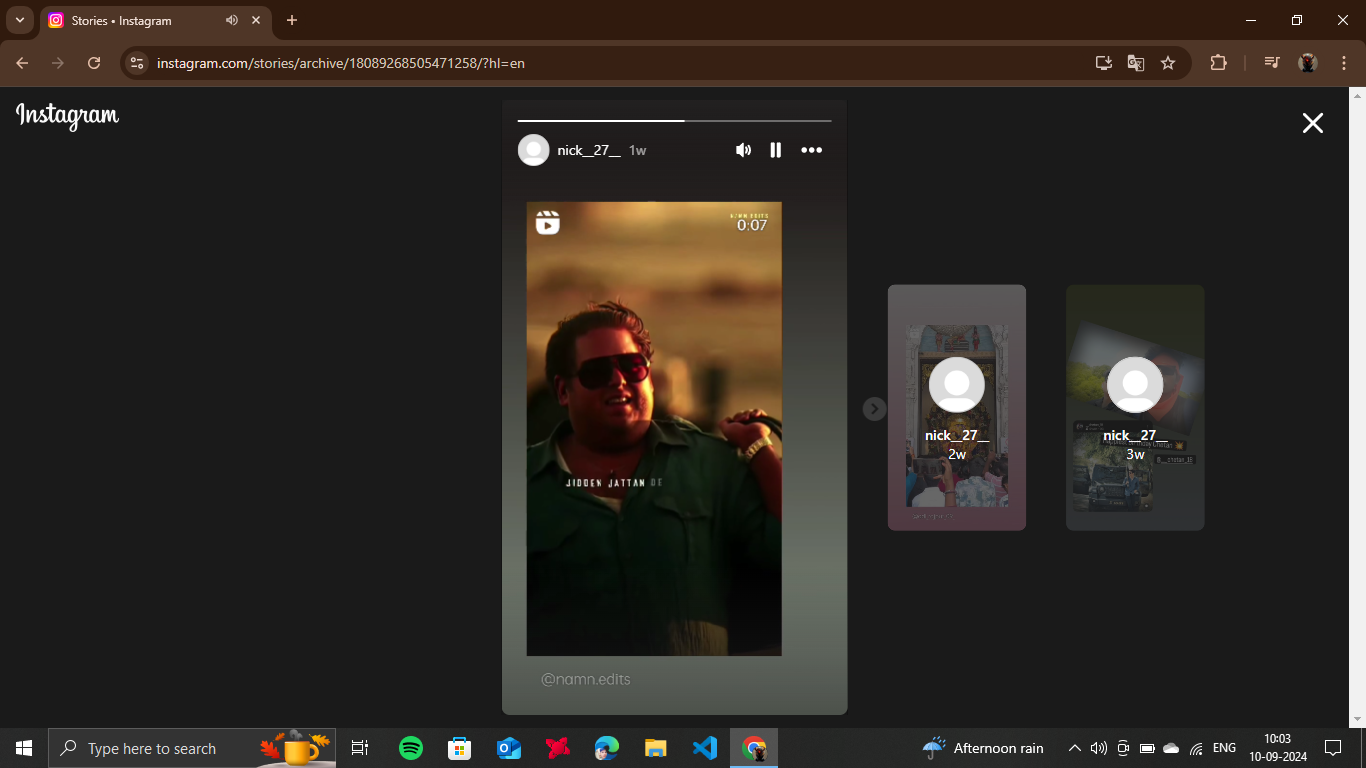 Stories • Instagram
instagram.com/stories/archive/18089268505471258/?hl=en
Instagram
nick__27__ 1w
A/MN EDITS
0:07
JIDDEN JATTAN DE
@namn.edits
nick__27__
2w
nick__27__
3w
Type here to search
Afternoon rain
ENG
10:03
10-09-2024